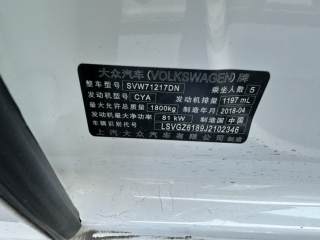 大众汽车(VOLKSWAGEN)牌
整车型号 SVW71217DN 乘坐人数 5
发动机型号 CYA 发动机排量 1197 mL
最大允许总质量 1800kg 制造年月 2018-04
发动机最大净功率 81 kW 制造国 中国
车辆识别代号 LSVGZ6189J2102346
上汽大众汽车有限公司 制造